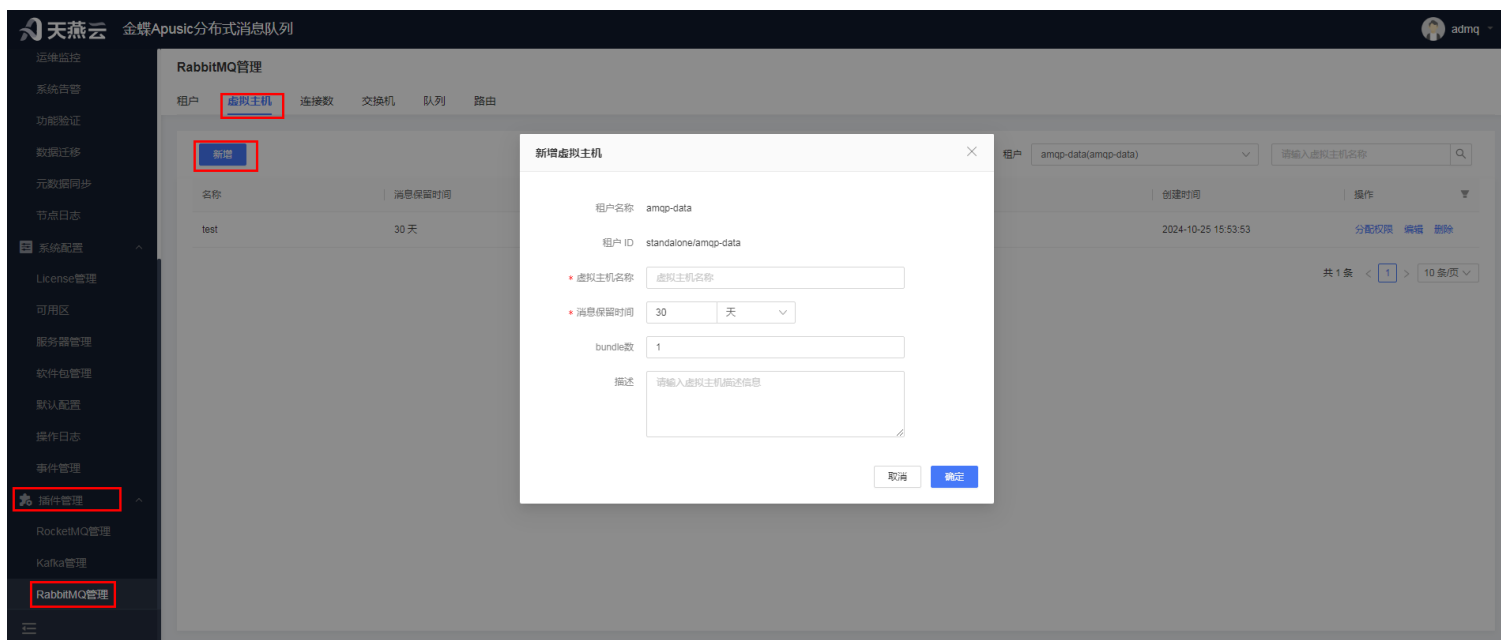 天燕云 金蝶Apusic分布式消息队列 admq
运维监控
系统告警
功能验证
数据迁移
元数据同步
节点日志
系统配置
License管理
可用区
服务器管理
软件包管理
默认配置
操作日志
事件管理
插件管理
RocketMQ管理
Kafka管理
RabbitMQ管理
RabbitMQ管理
租户 虚拟主机 连接数 交换机 队列 路由
新增 租户 amqp-data(amqp-data) 请输入虚拟主机名称
名称 消息保留时间 创建时间 操作
test 30 天 2024-10-25 15:53:53 分配权限 编辑 删除
共 1 条 < 1 > 10 条/页
新增虚拟主机
租户名称 amqp-data
租户 ID standalone/amqp-data
* 虚拟主机名称 虚拟主机名称
* 消息保留时间 30 天
bundle数 1
描述 请输入虚拟主机描述信息
取消 确定